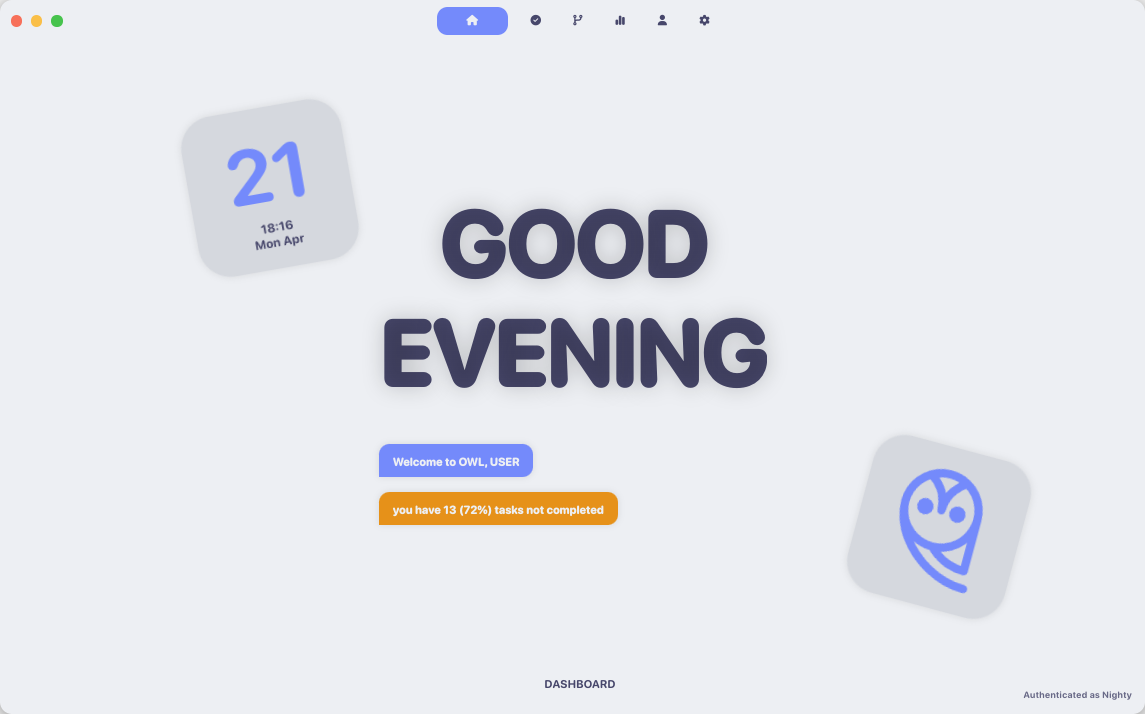 21
18:16
Mon Apr
GOOD
EVENING
Welcome to OWL, USER
you have 13 (72%) tasks not completed
DASHBOARD
Authenticated as Nighty